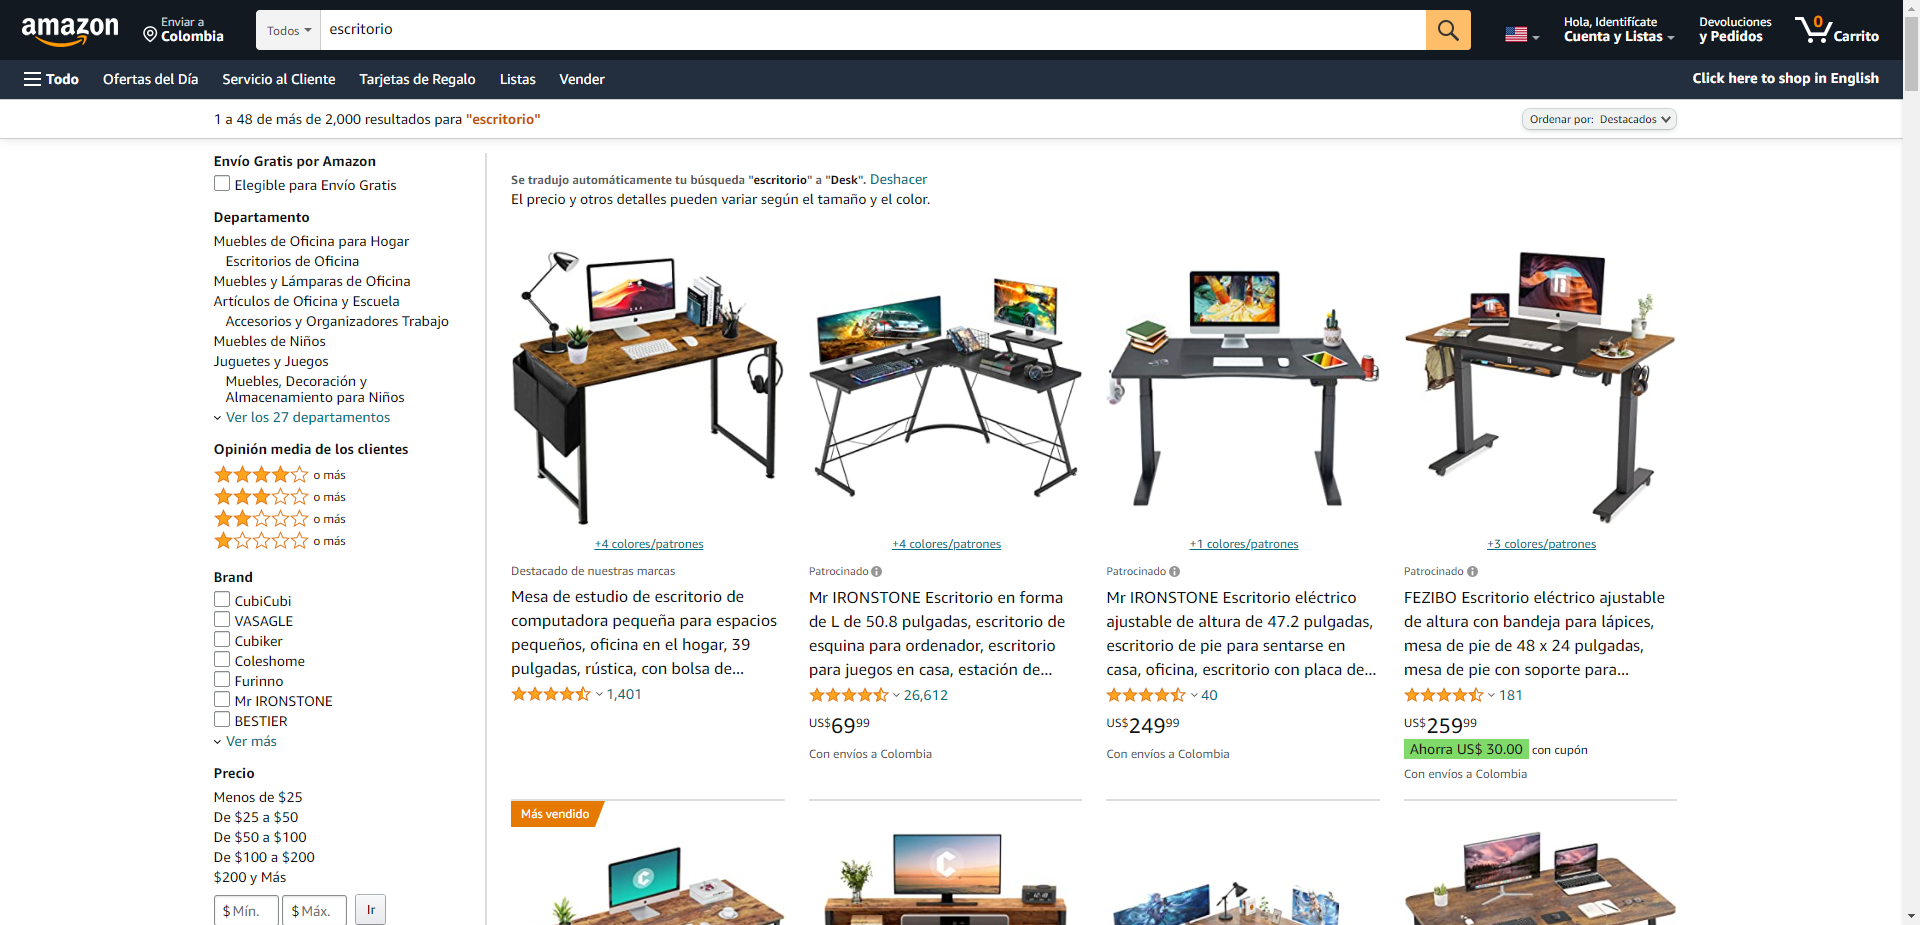 amazon
Enviar a
Colombia
Todos
escritorio
Hola, Identifícate
Cuenta y Listas
Devoluciones
y Pedidos
0
Carrito
Todo
Ofertas del Día
Servicio al Cliente
Tarjetas de Regalo
Listas
Vender
Click here to shop in English
1 a 48 de más de 2,000 resultados para "escritorio"
Ordenar por: Destacados
Envío Gratis por Amazon
Elegible para Envío Gratis
Departamento
Muebles de Oficina para Hogar
Escritorios de Oficina
Muebles y Lámparas de Oficina
Artículos de Oficina y Escuela
Accesorios y Organizadores Trabajo
Muebles de Niños
Juguetes y Juegos
Muebles, Decoración y
Almacenamiento para Niños
Ver los 27 departamentos
Opinión media de los clientes
o más
o más
o más
o más
Brand
CubiCubi
VASAGLE
Cubiker
Coleshome
Furinno
Mr IRONSTONE
BESTIER
Ver más
Precio
Menos de $25
De $25 a $50
De $50 a $100
De $100 a $200
$200 y Más
$ Mín.
$ Máx.
Ir
Se tradujo automáticamente tu búsqueda "escritorio" a "Desk". Deshacer
El precio y otros detalles pueden variar según el tamaño y el color.
+4 colores/patrones
Destacado de nuestras marcas
Mesa de estudio de escritorio de
computadora pequeña para espacios
pequeños, oficina en el hogar, 39
pulgadas, rústica, con bolsa de...
1,401
+4 colores/patrones
Patrocinado
Mr IRONSTONE Escritorio en forma
de L de 50.8 pulgadas, escritorio de
esquina para ordenador, escritorio
para juegos en casa, estación de...
26,612
US$6999
Con envíos a Colombia
+1 colores/patrones
Patrocinado
Mr IRONSTONE Escritorio eléctrico
ajustable de altura de 47.2 pulgadas,
escritorio de pie para sentarse en
casa, oficina, escritorio con placa de...
40
US$24999
Con envíos a Colombia
+3 colores/patrones
Patrocinado
FEZIBO Escritorio eléctrico ajustable
de altura con bandeja para lápices,
mesa de pie de 48 x 24 pulgadas,
mesa de pie con soporte para...
181
US$25999
Ahorra US$ 30.00 con cupón
Con envíos a Colombia
Más vendido